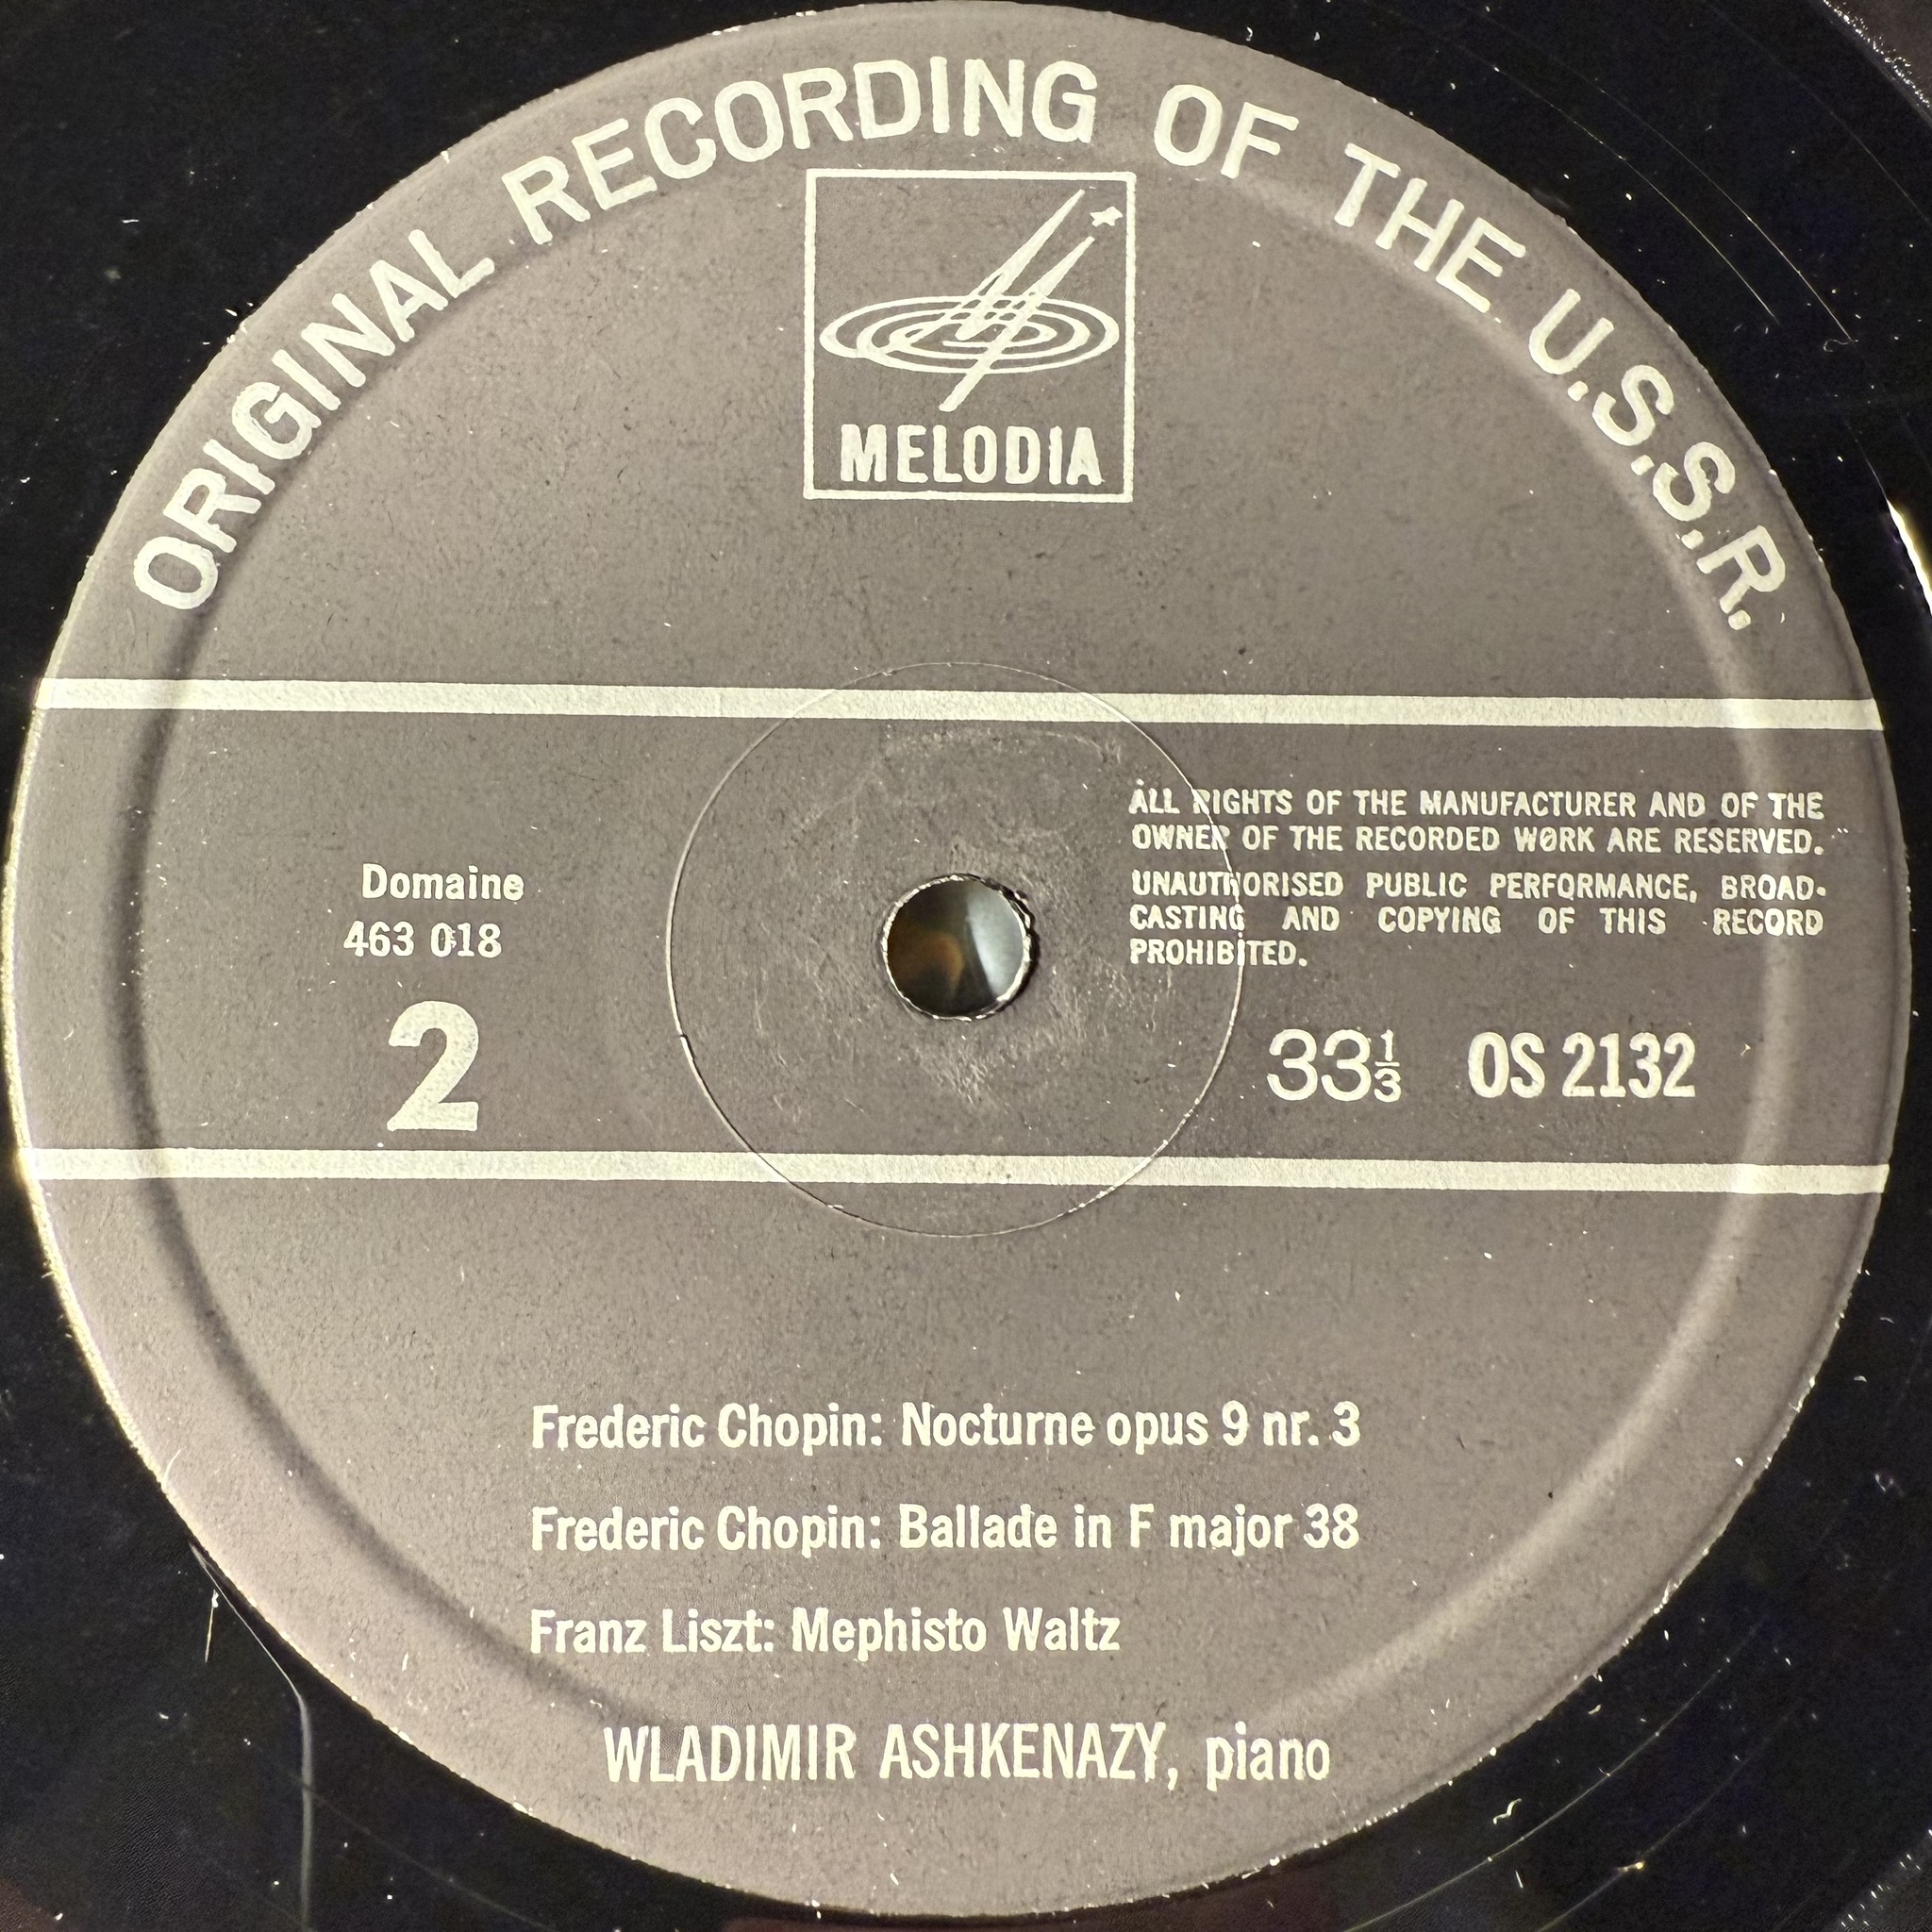 ORIGINAL RECORDING OF THE U.S.S.R.
MELODIA
ALL RIGHTS OF THE MANUFACTURER AND OF THE
OWNER OF THE RECORDED WORK ARE RESERVED.
UNAUTHORISED PUBLIC PERFORMANCE, BROAD-
CASTING AND COPYING OF THIS RECORD
PROHIBITED.
Domaine
463 018
2
33⅓ OS 2132
Frederic Chopin: Nocturne opus 9 nr. 3
Frederic Chopin: Ballade in F major 38
Franz Liszt: Mephisto Waltz
WLADIMIR ASHKENAZY, piano